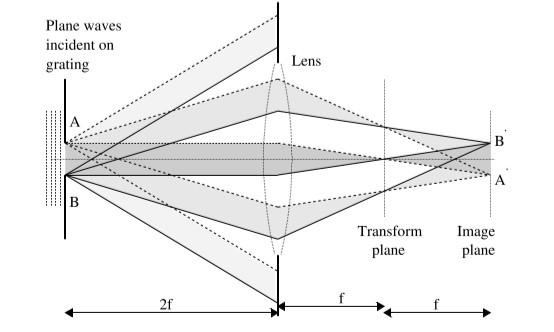 Plane waves
incident on
grating
Lens
A
B
B'
A'
Transform
plane
Image
plane
2f
f
f